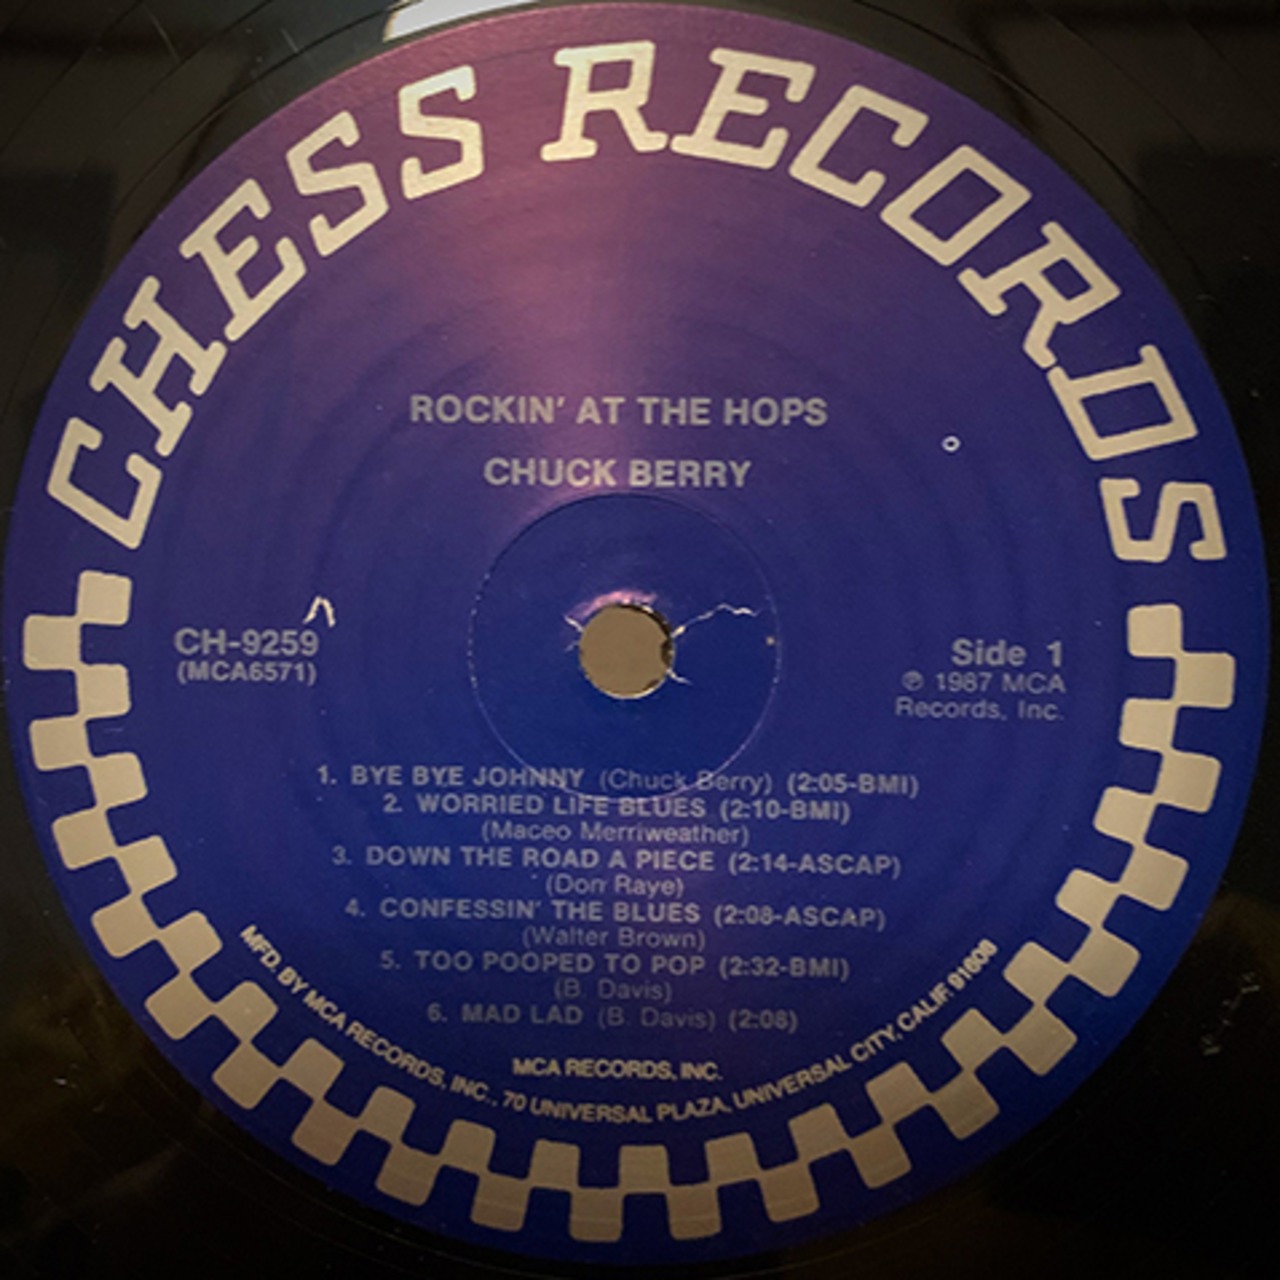 CHESS RECORDS
ROCKIN' AT THE HOPS
CHUCK BERRY
CH-9259
(MCA6571)
Side 1
℗ 1987 MCA
Records, Inc.
1. BYE BYE JOHNNY (Chuck Berry) (2:05-BMI)
2. WORRIED LIFE BLUES (2:10-BMI)
(Maceo Merriweather)
3. DOWN THE ROAD A PIECE (2:14-ASCAP)
(Don Raye)
4. CONFESSIN' THE BLUES (2:08-ASCAP)
(Walter Brown)
5. TOO POOPED TO POP (2:32-BMI)
(B. Davis)
6. MAD LAD (B. Davis) (2:08)
MCA RECORDS, INC.
MFD. BY MCA RECORDS, INC., 70 UNIVERSAL PLAZA, UNIVERSAL CITY, CALIF. 91608